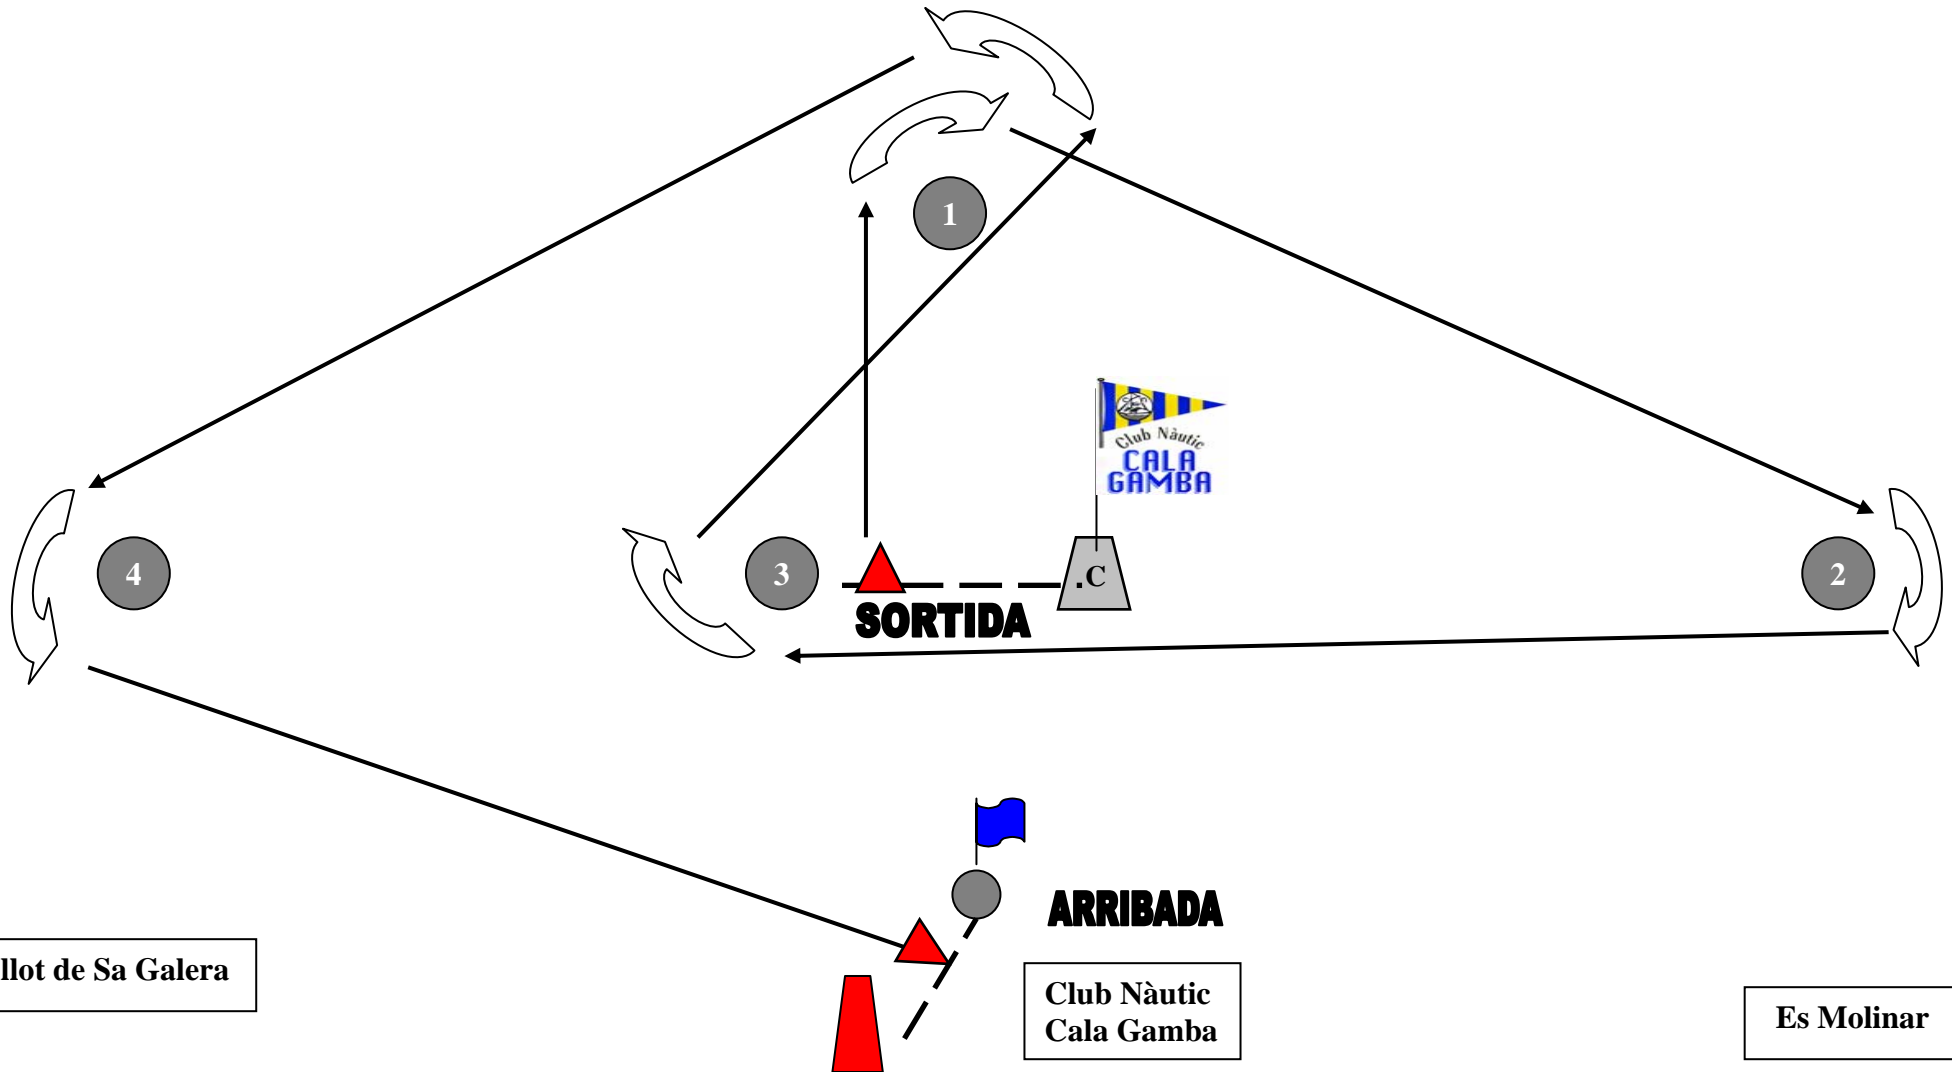 1
Club Nàutic
CALA
GAMBA
4
3
.C
2
SORTIDA
ARRIBADA
llot de Sa Galera
Club Nàutic
Cala Gamba
Es Molinar